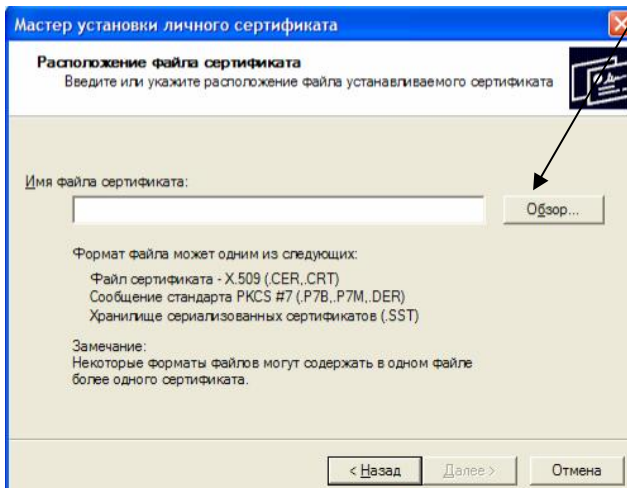 Мастер установки личного сертификата
Расположение файла сертификата
Введите или укажите расположение файла устанавливаемого сертификата
Имя файла сертификата:
Обзор...
Формат файла может одним из следующих:
Файл сертификата - X.509 (.CER,.CRT)
Сообщение стандарта PKCS #7 (.P7B,.P7M,.DER)
Хранилище сериализованных сертификатов (.SST)
Замечание:
Некоторые форматы файлов могут содержать в одном файле
более одного сертификата.
< Назад
Далее >
Отмена